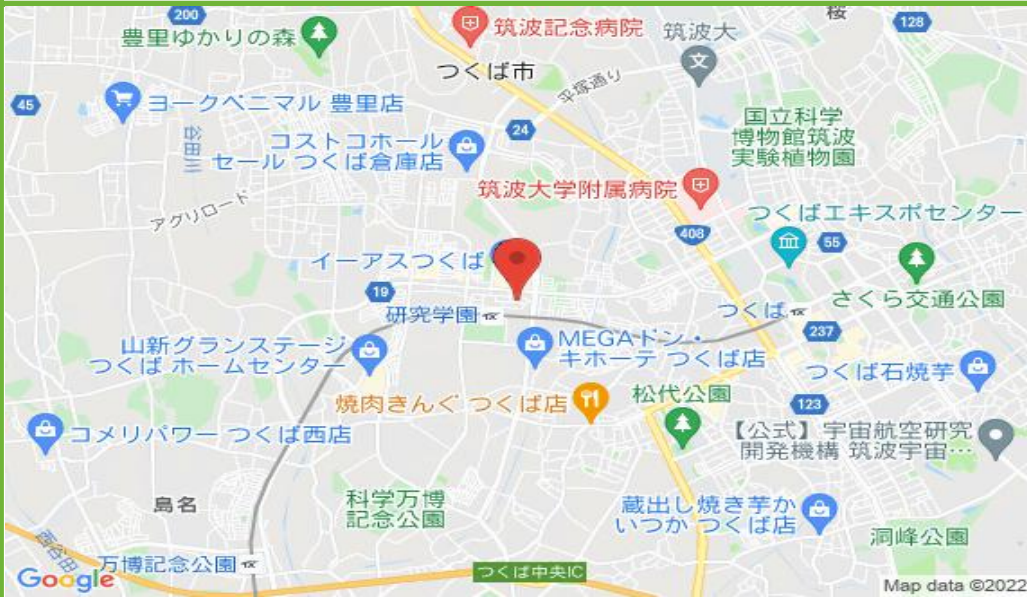 200
豊里ゆかりの森
筑波記念病院
筑波大
桜
128
つくば市
平塚通り
45
ヨークベニマル 豊里店
谷田川
24
コストコホール
セール つくば倉庫店
国立科学
博物館筑波
実験植物園
筑波大学附属病院
アグリロード
408
つくばエキスポセンター
55
イーアスつくば
19
研究学園
つくば
さくら交通公園
237
山新グランステージ
つくば ホームセンター
MEGAドン・
キホーテ つくば店
つくば石焼芋
焼肉きんぐ つくば店
松代公園
123
コメリパワー つくば西店
【公式】宇宙航空研究
開発機構 筑波宇宙…
島名
科学万博
記念公園
蔵出し焼き芋か
いつか つくば店
洞峰公園
西谷田
万博記念公園
つくば中央IC
Google
Map data ©2022